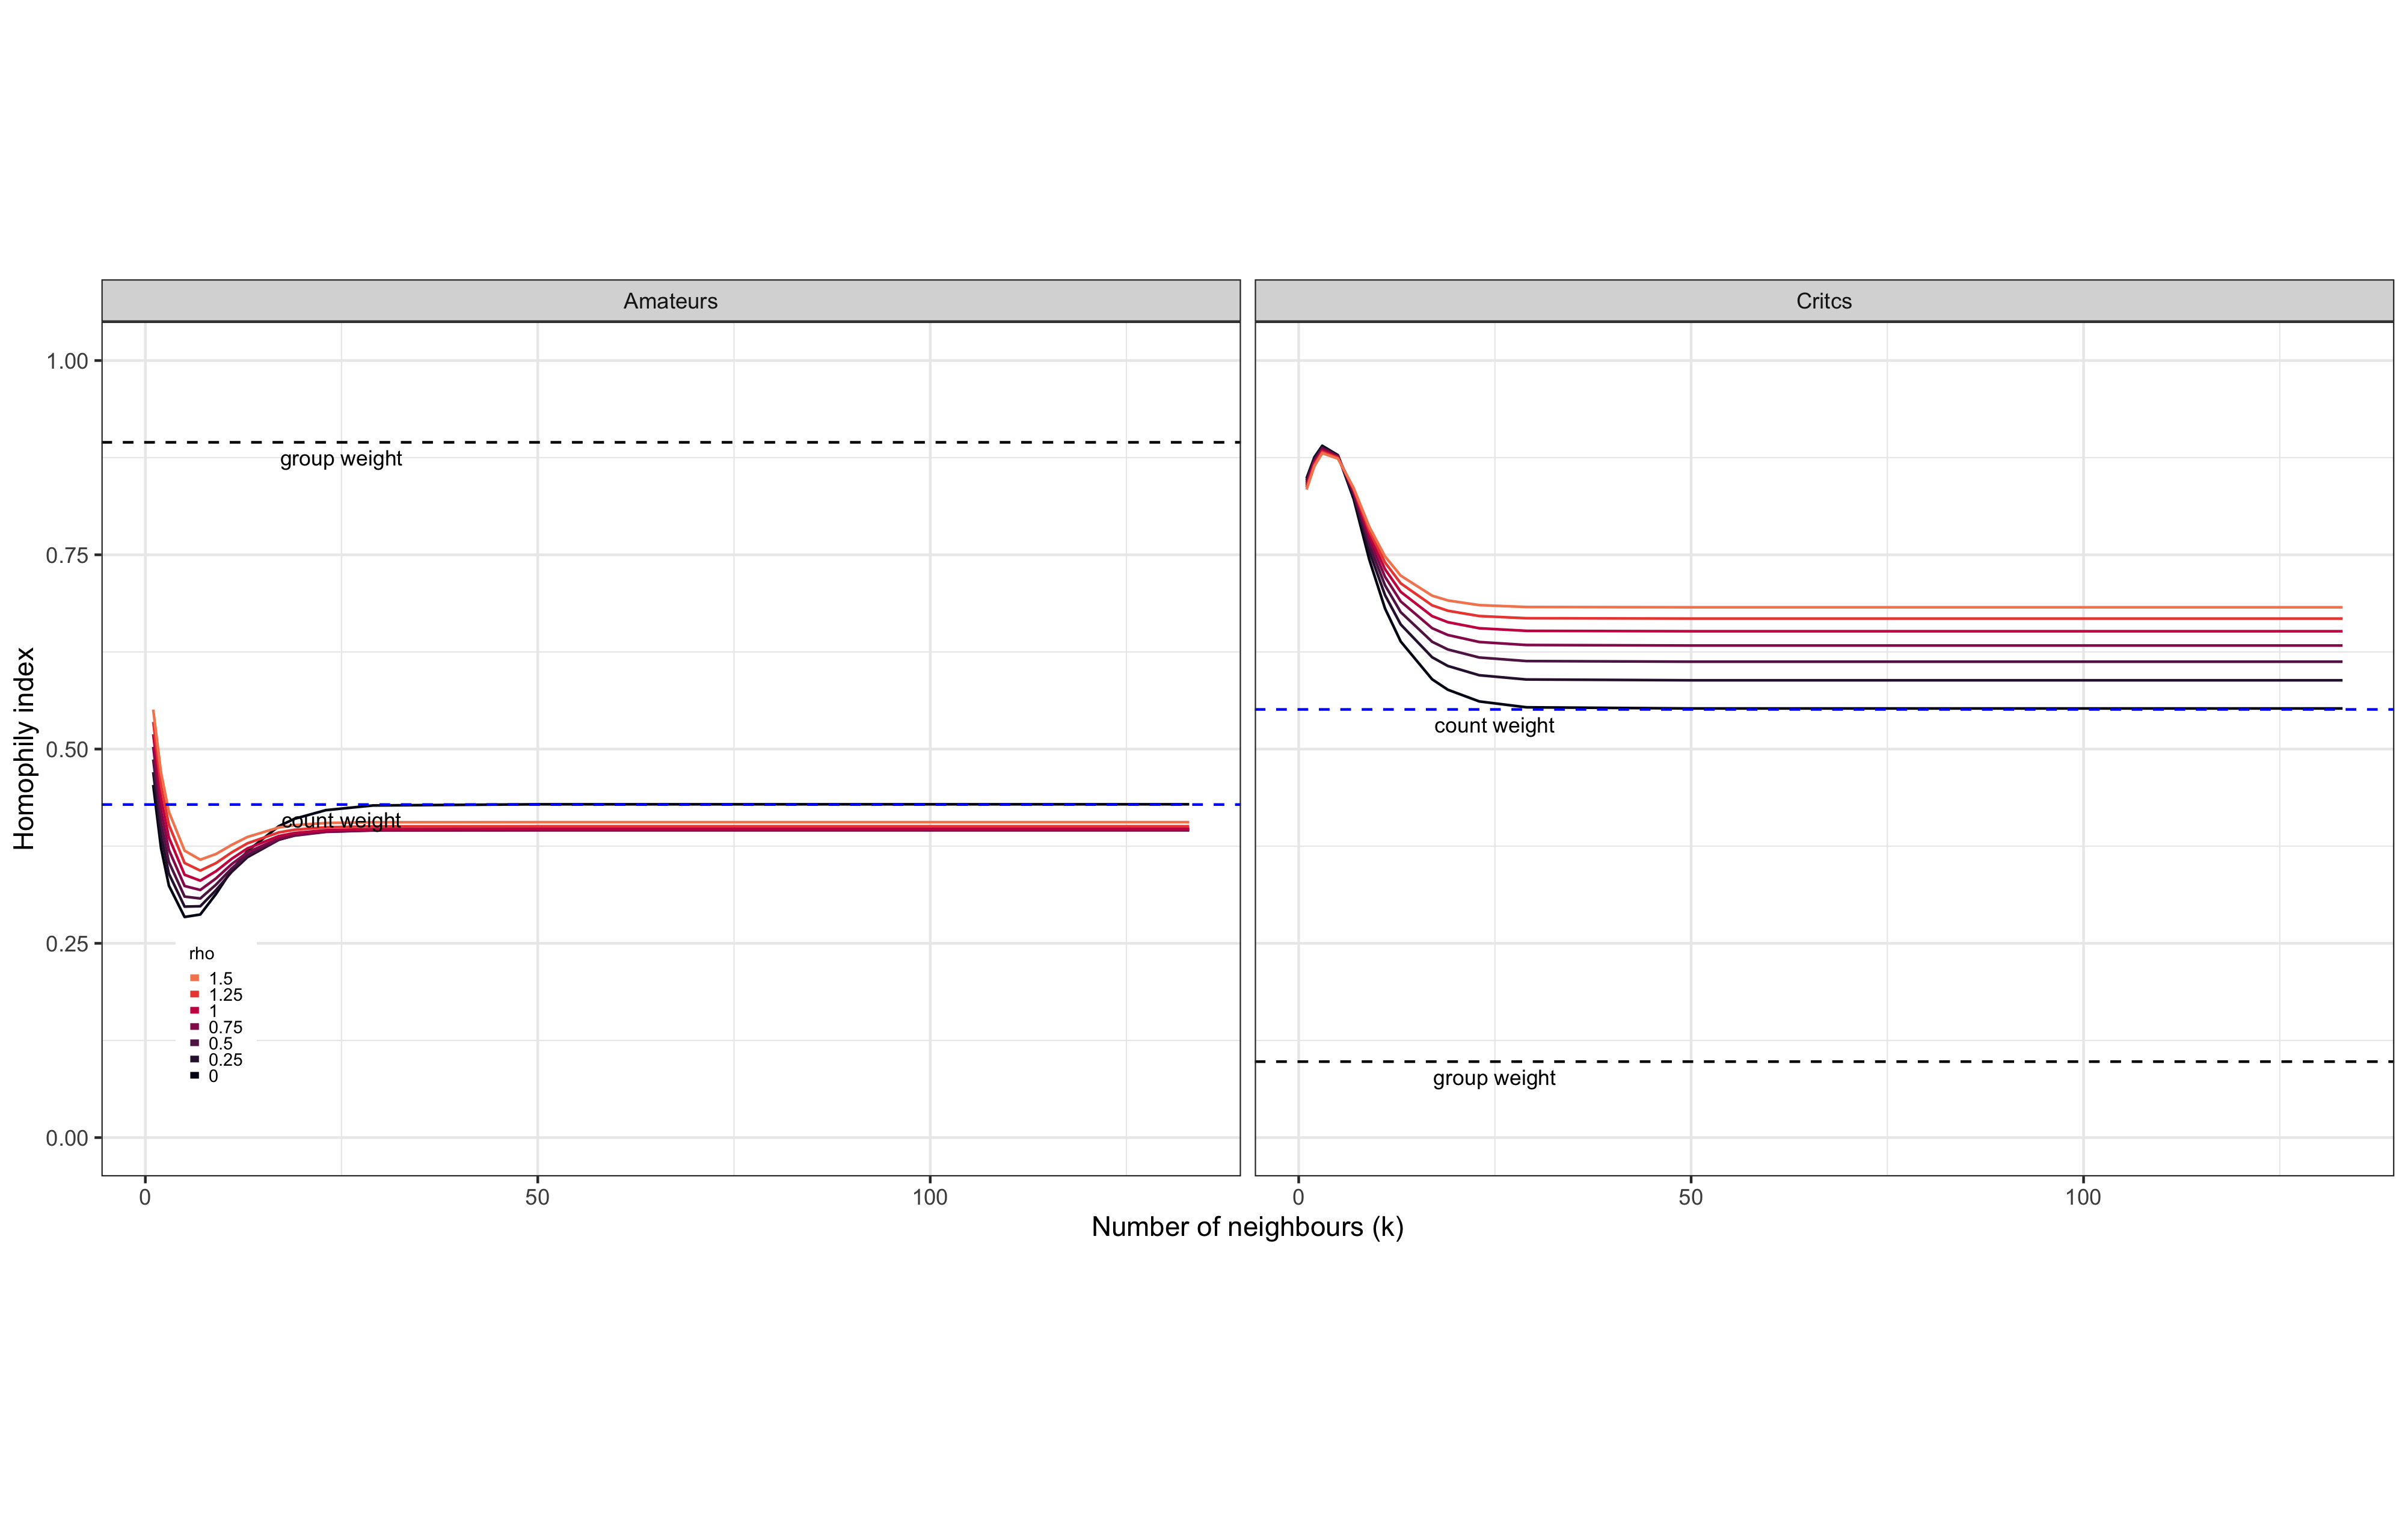 Amateurs
Critcs
Homophily index
1.00
0.75
0.50
0.25
0.00
group weight
count weight
rho
1.5
1.25
1
0.75
0.5
0.25
0
count weight
group weight
0
50
100
0
50
100
Number of neighbours (k)